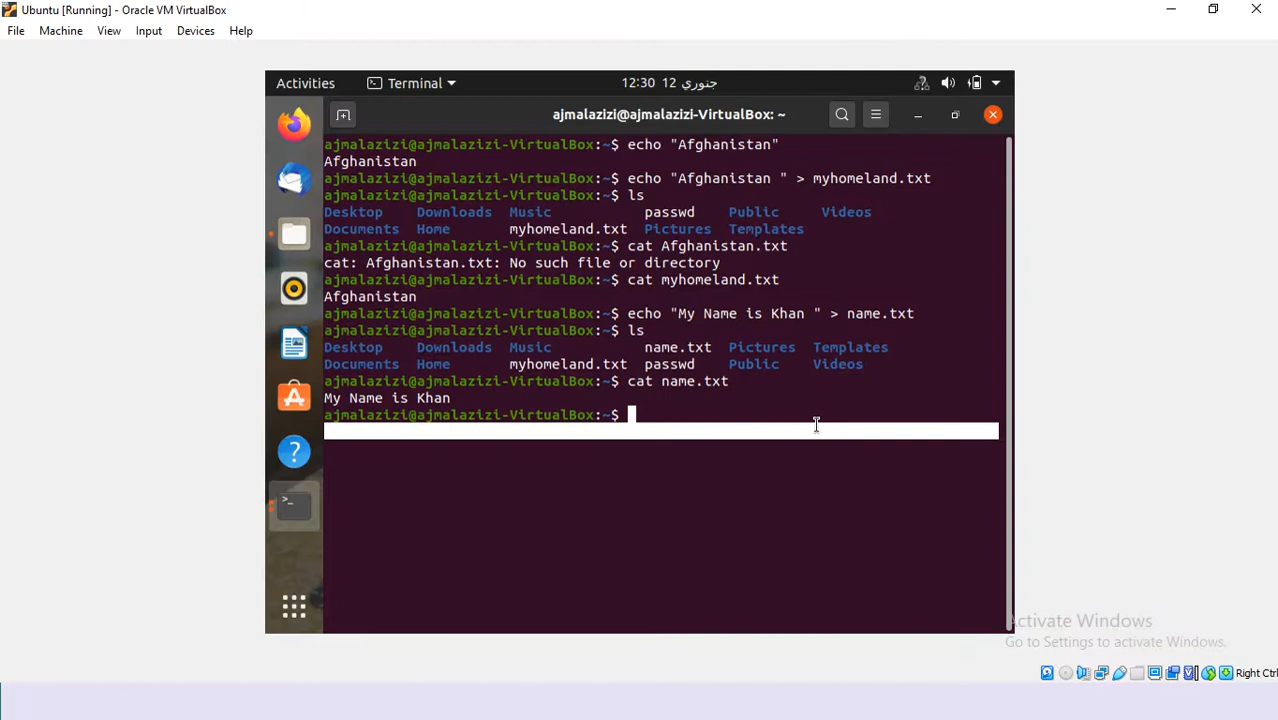 Ubuntu [Running] - Oracle VM VirtualBox
File Machine View Input Devices Help
Activities Terminal 12:30 12 جنوري
ajmalazizi@ajmalazizi-VirtualBox: ~
ajmalazizi@ajmalazizi-VirtualBox:~$ echo "Afghanistan"
Afghanistan
ajmalazizi@ajmalazizi-VirtualBox:~$ echo "Afghanistan " > myhomeland.txt
ajmalazizi@ajmalazizi-VirtualBox:~$ ls
Desktop Downloads Music passwd Public Videos
Documents Home myhomeland.txt Pictures Templates
ajmalazizi@ajmalazizi-VirtualBox:~$ cat Afghanistan.txt
cat: Afghanistan.txt: No such file or directory
ajmalazizi@ajmalazizi-VirtualBox:~$ cat myhomeland.txt
Afghanistan
ajmalazizi@ajmalazizi-VirtualBox:~$ echo "My Name is Khan " > name.txt
ajmalazizi@ajmalazizi-VirtualBox:~$ ls
Desktop Downloads Music name.txt Pictures Templates
Documents Home myhomeland.txt passwd Public Videos
ajmalazizi@ajmalazizi-VirtualBox:~$ cat name.txt
My Name is Khan
ajmalazizi@ajmalazizi-VirtualBox:~$
Activate Windows
Go to Settings to activate Windows.
Right Ctrl